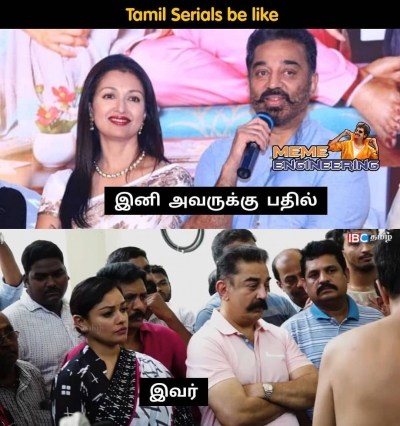 Tamil Serials be like
MEME
ENGINEERING
இனி அவருக்கு பதில்
IBC தமிழ்
இவர்